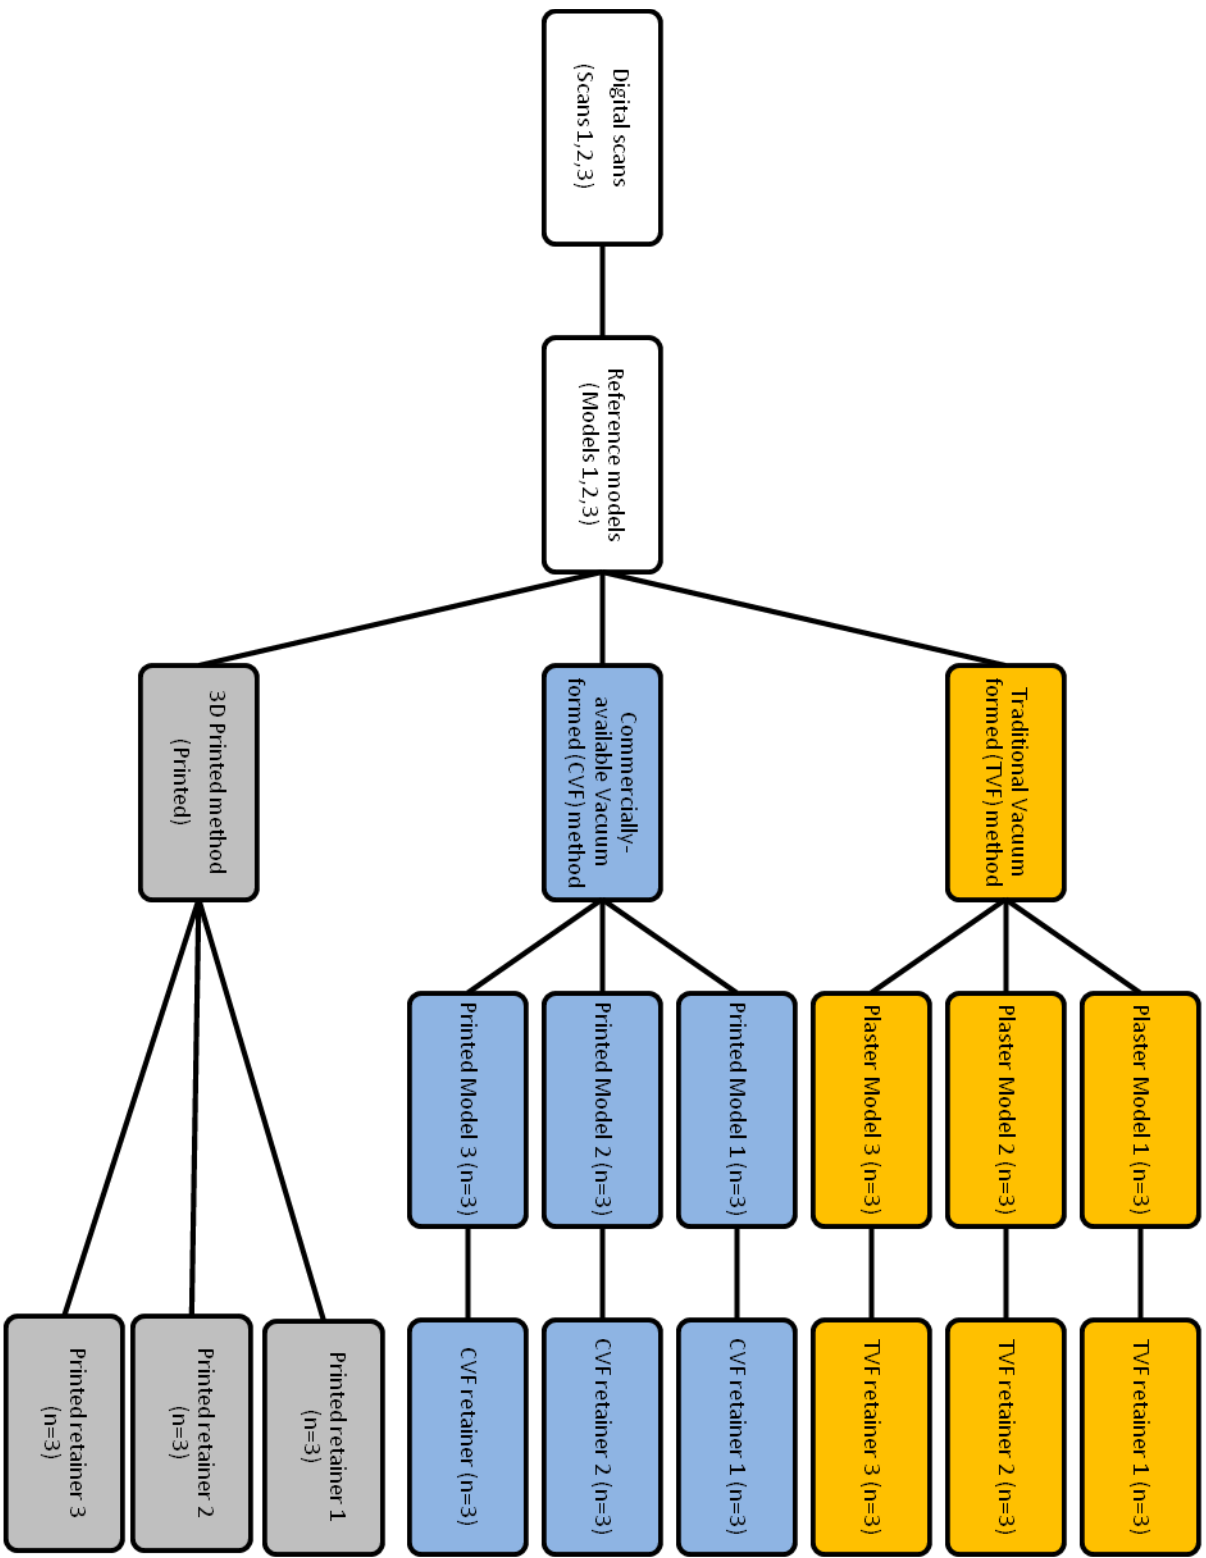 Digital scans
(Scans 1,2,3)
Reference models
(Models 1,2,3)
Traditional Vacuum
formed (TVF) method
Commercially-
available Vacuum
formed (CVF) method
3D Printed method
(Printed)
Plaster Model 1 (n=3)
Plaster Model 2 (n=3)
Plaster Model 3 (n=3)
Printed Model 1 (n=3)
Printed Model 2 (n=3)
Printed Model 3 (n=3)
TVF retainer 1 (n=3)
TVF retainer 2 (n=3)
TVF retainer 3 (n=3)
CVF retainer 1 (n=3)
CVF retainer 2 (n=3)
CVF retainer (n=3)
Printed retainer 1
(n=3)
Printed retainer 2
(n=3)
Printed retainer 3
(n=3)